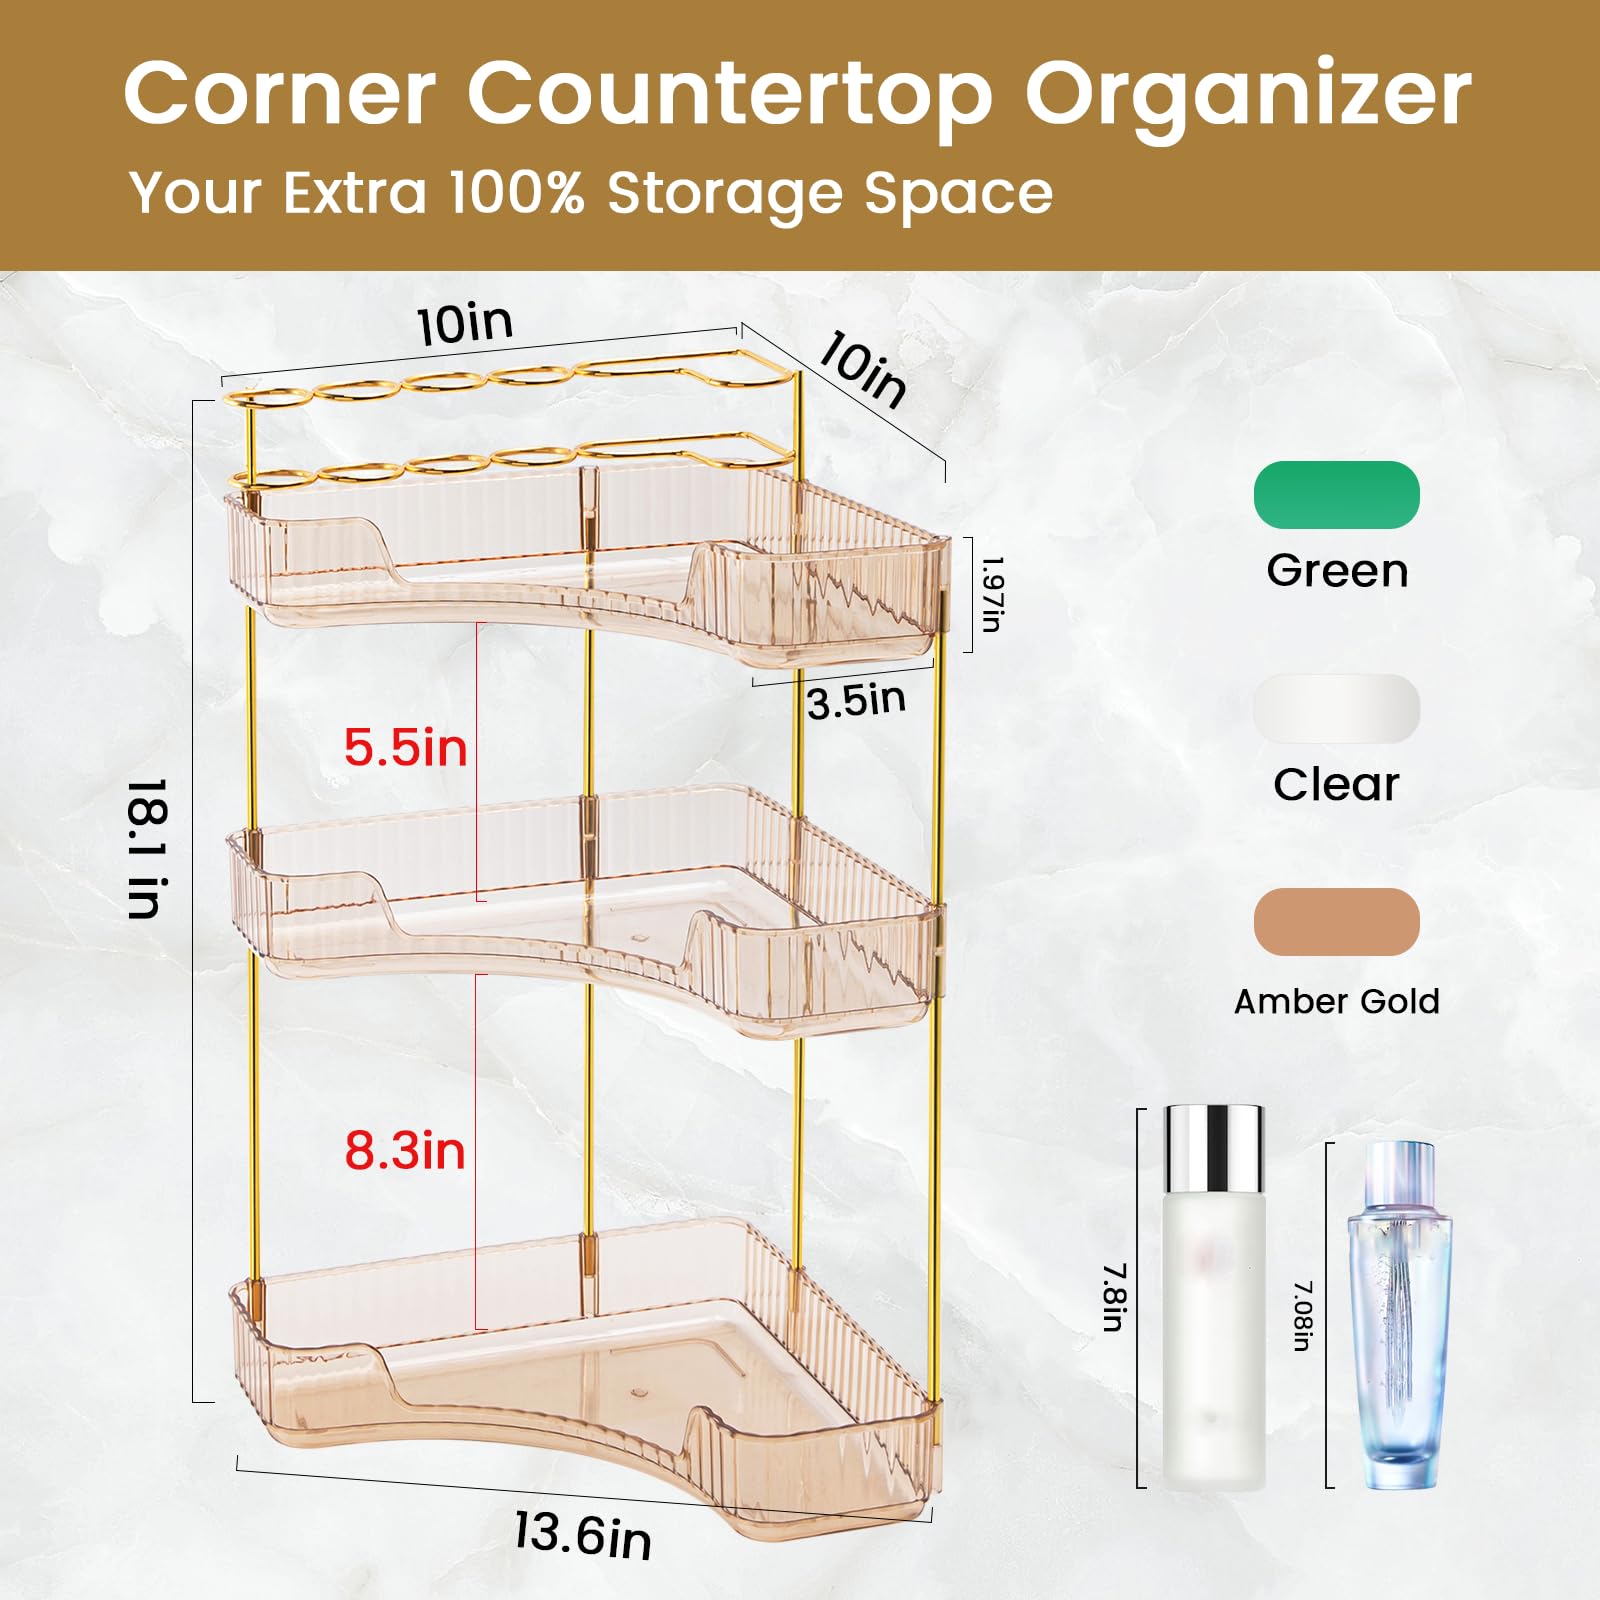 Corner Countertop Organizer
Your Extra 100% Storage Space
10in
10in
1.97in
3.5in
5.5in
18.1 in
8.3in
13.6in
Green
Clear
Amber Gold
7.8in
7.08in